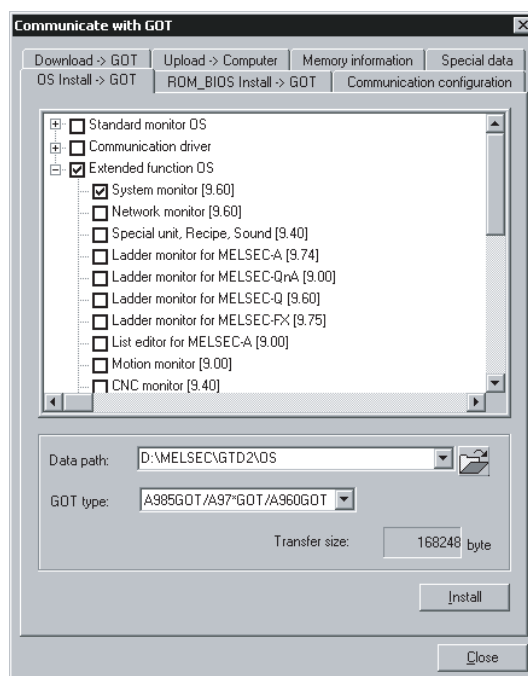 Communicate with GOT
Download -> GOT
Upload -> Computer
Memory information
Special data
OS Install -> GOT
ROM_BIOS Install -> GOT
Communication configuration
Standard monitor OS
Communication driver
Extended function OS
System monitor [9.60]
Network monitor [9.60]
Special unit, Recipe, Sound [9.40]
Ladder monitor for MELSEC-A [9.74]
Ladder monitor for MELSEC-QnA [9.00]
Ladder monitor for MELSEC-Q [9.60]
Ladder monitor for MELSEC-FX [9.75]
List editor for MELSEC-A [9.00]
Motion monitor [9.00]
CNC monitor [9.40]
Data path: D:\MELSEC\GTD2\OS
GOT type: A985GOT/A97*GOT/A960GOT
Transfer size: 168248 byte
Install
Close